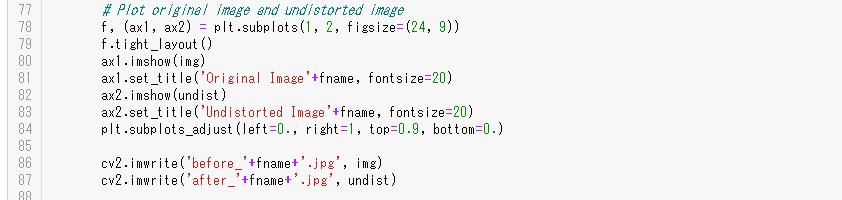 77 # Plot original image and undistorted image
78 f, (ax1, ax2) = plt.subplots(1, 2, figsize=(24, 9))
79 f.tight_layout()
80 ax1.imshow(img)
81 ax1.set_title('Original Image'+fname, fontsize=20)
82 ax2.imshow(undist)
83 ax2.set_title('Undistorted Image'+fname, fontsize=20)
84 plt.subplots_adjust(left=0., right=1, top=0.9, bottom=0.)
85
86 cv2.imwrite('before_'+fname+'.jpg', img)
87 cv2.imwrite('after_'+fname+'.jpg', undist)
88